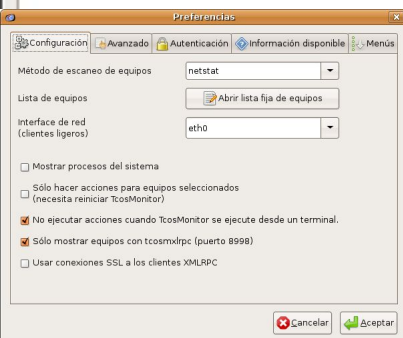 Preferencias
Configuración
Avanzado
Autenticación
Información disponible
Menús
Método de escaneo de equipos
netstat
Lista de equipos
Abrir lista fija de equipos
Interface de red
(clientes ligeros)
eth0
Mostrar procesos del sistema
Sólo hacer acciones para equipos seleccionados
(necesita reiniciar TcosMonitor)
No ejecutar acciones cuando TcosMonitor se ejecute desde un terminal.
Sólo mostrar equipos con tcosmxlrpc (puerto 8998)
Usar conexiones SSL a los clientes XMLRPC
Cancelar
Aceptar